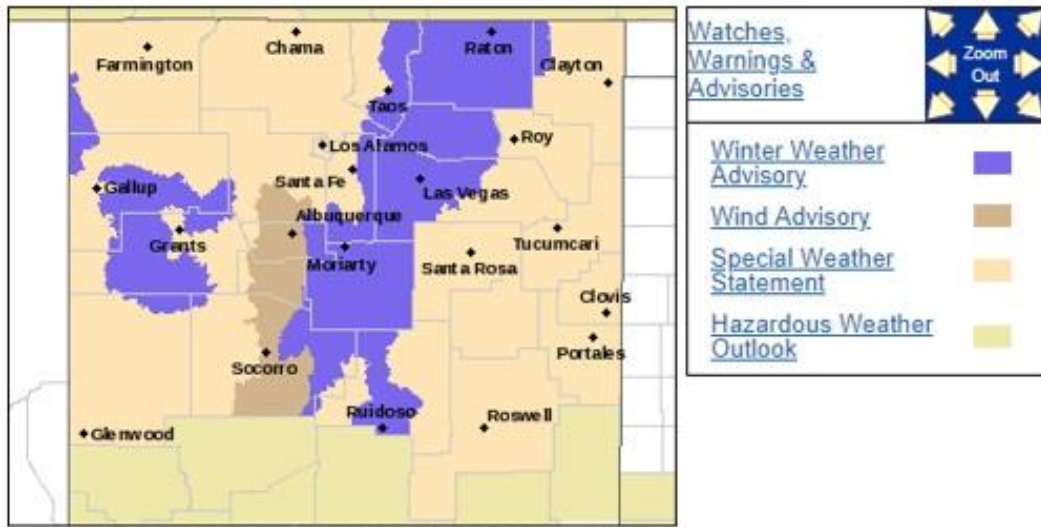 Chama
Raton
Farmington
Clayton
Taos
Los Alamos
Roy
Santa Fe
Gallup
Las Vegas
Albuquerque
Grants
Tucumcari
Moriarty
Santa Rosa
Clovis
Socorro
Portales
Ruidoso
Roswell
Glenwood
Watches,
Warnings &
Advisories
Zoom
Out
Winter Weather
Advisory
Wind Advisory
Special Weather
Statement
Hazardous Weather
Outlook